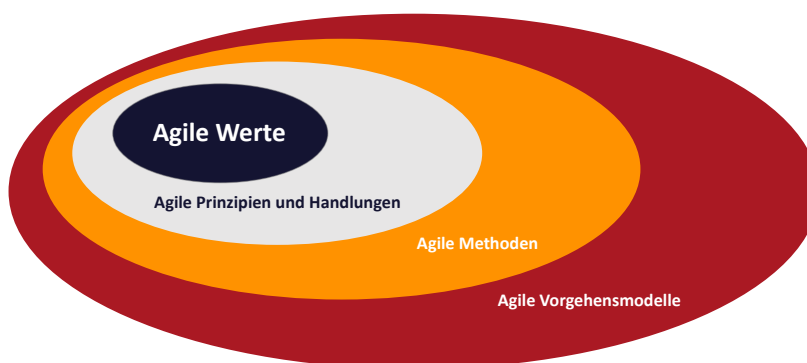 Agile Werte
Agile Prinzipien und Handlungen
Agile Methoden
Agile Vorgehensmodelle